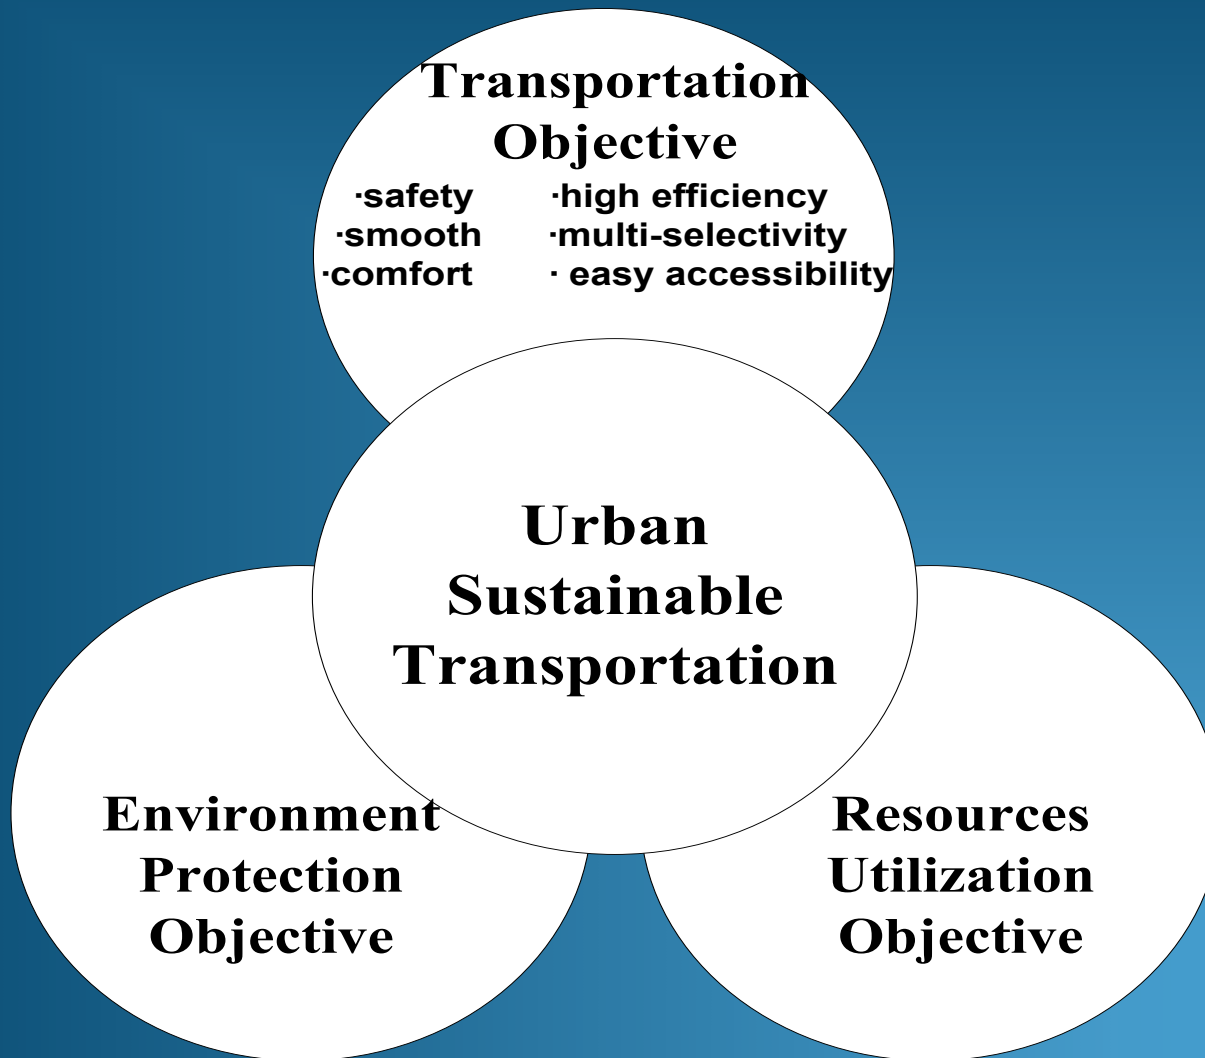 Transportation
Objective
·safety ·high efficiency
·smooth ·multi-selectivity
·comfort · easy accessibility
Urban
Sustainable
Transportation
Environment
Protection
Objective
Resources
Utilization
Objective